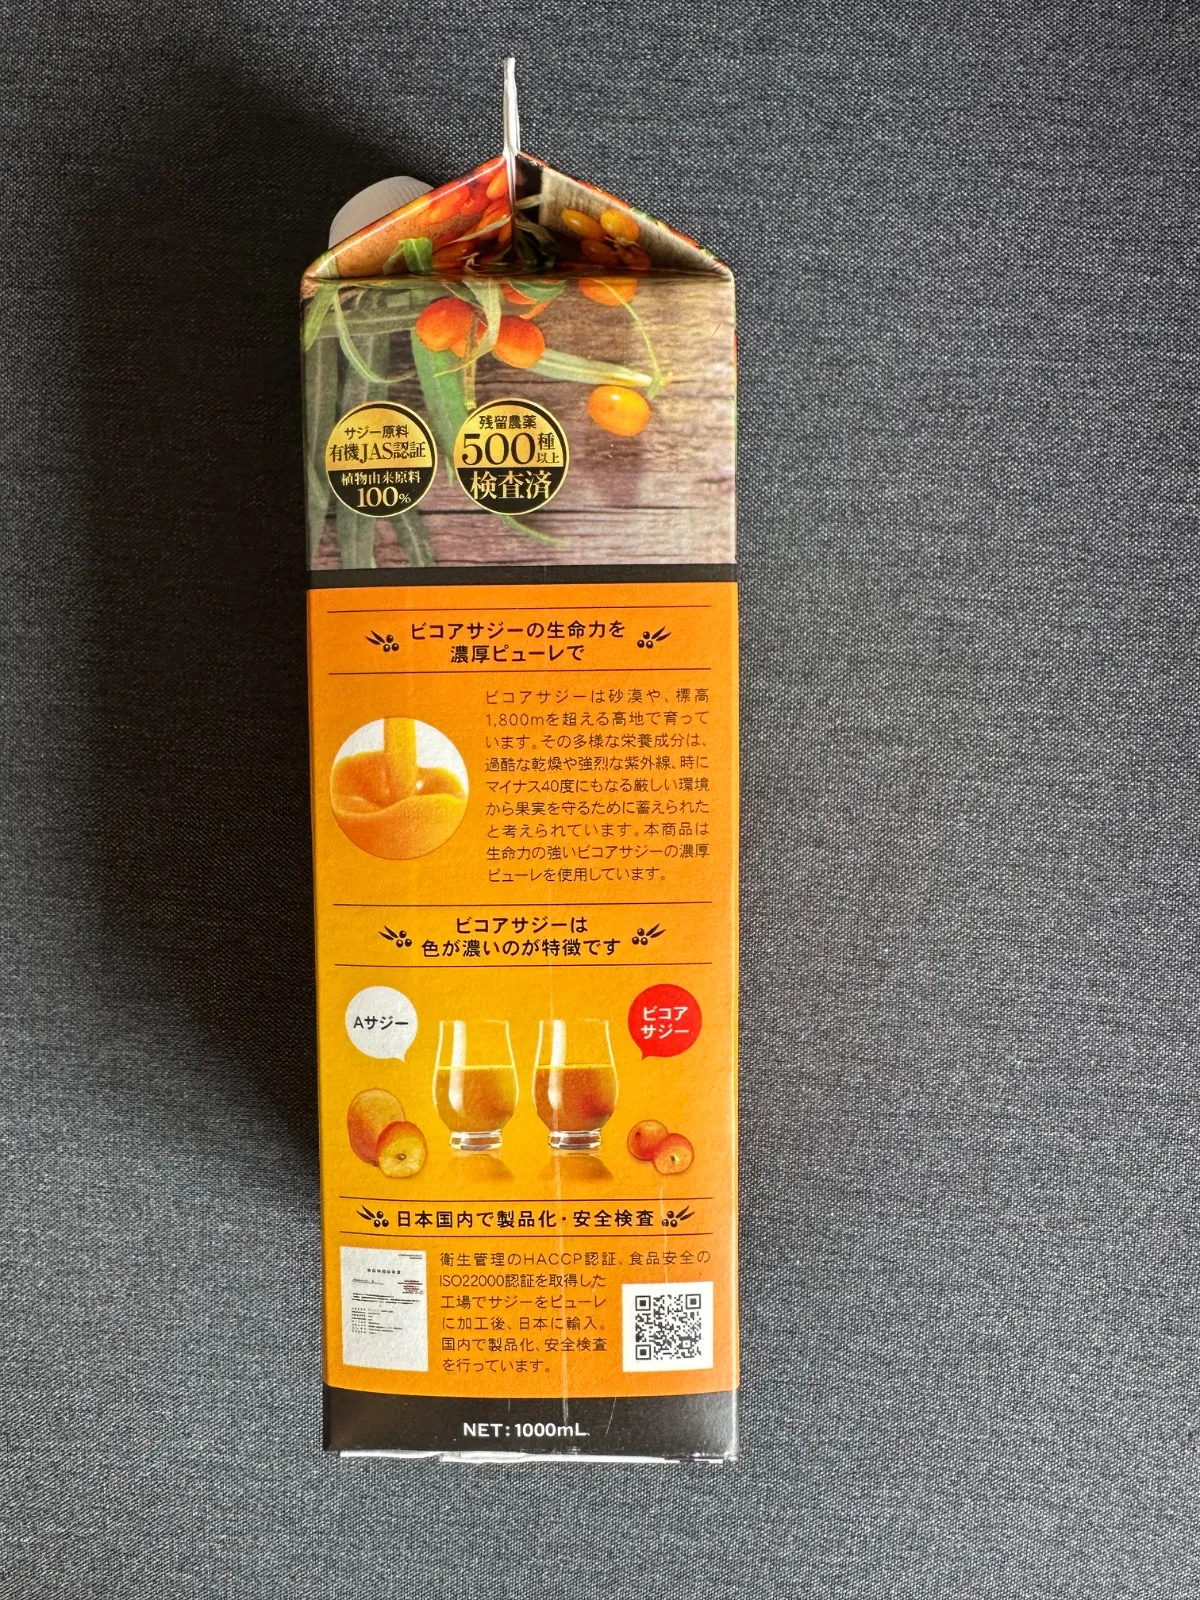 サジー原料
有機JAS認証
植物由来原料
100%
残留農薬
500種以上
検査済
ビコアサジーの生命力を
濃厚ピューレで
ビコアサジーは砂漠や、標高
1,800mを超える高地で育って
います。その多様な栄養成分は、
過酷な乾燥や強烈な紫外線、時に
マイナス40度にもなる厳しい環境
から果実を守るために蓄えられた
と考えられています。本商品は
生命力の強いビコアサジーの濃厚
ピューレを使用しています。
ビコアサジーは
色が濃いのが特徴です
Aサジー
ビコア
サジー
日本国内で製品化・安全検査
衛生管理のHACCP認証。食品安全の
ISO22000認証を取得した
工場でサジーをピューレ
に加工後、日本に輸入。
国内で製品化、安全検査
を行っています。
NET:1000mL